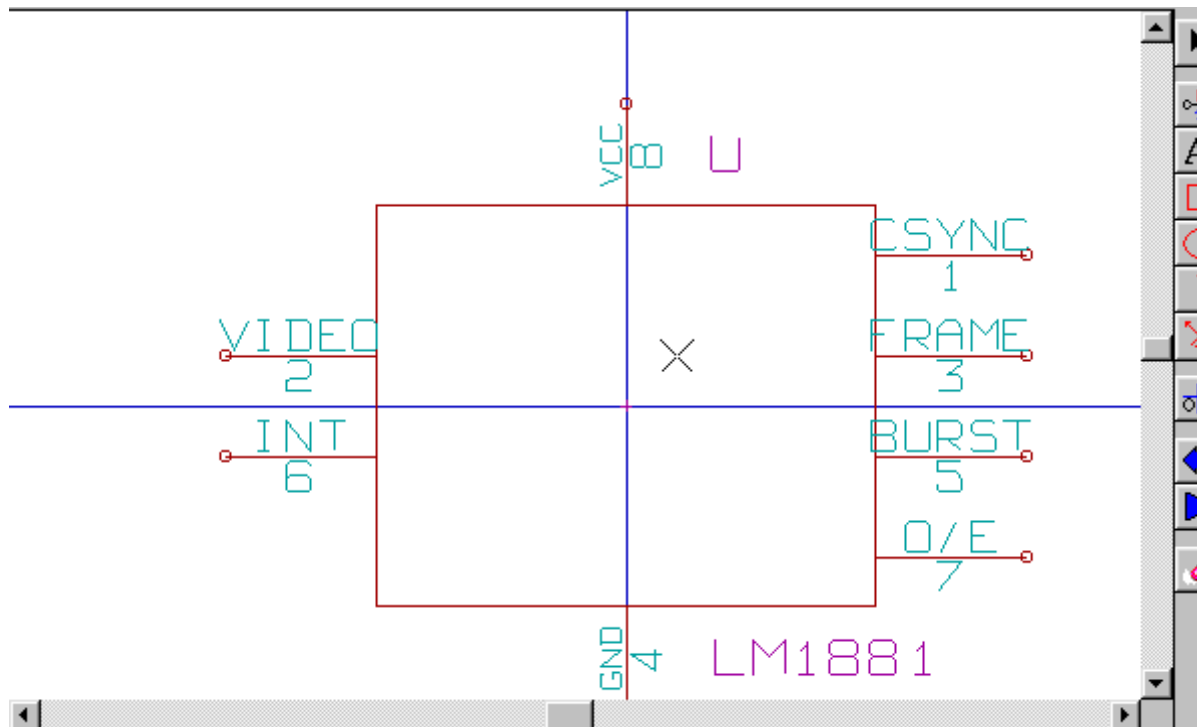 VCC
8
U
CSYNC
1
VIDEO
2
FRAME
3
INT
6
BURST
5
O/E
7
GND
4
LM1881
A